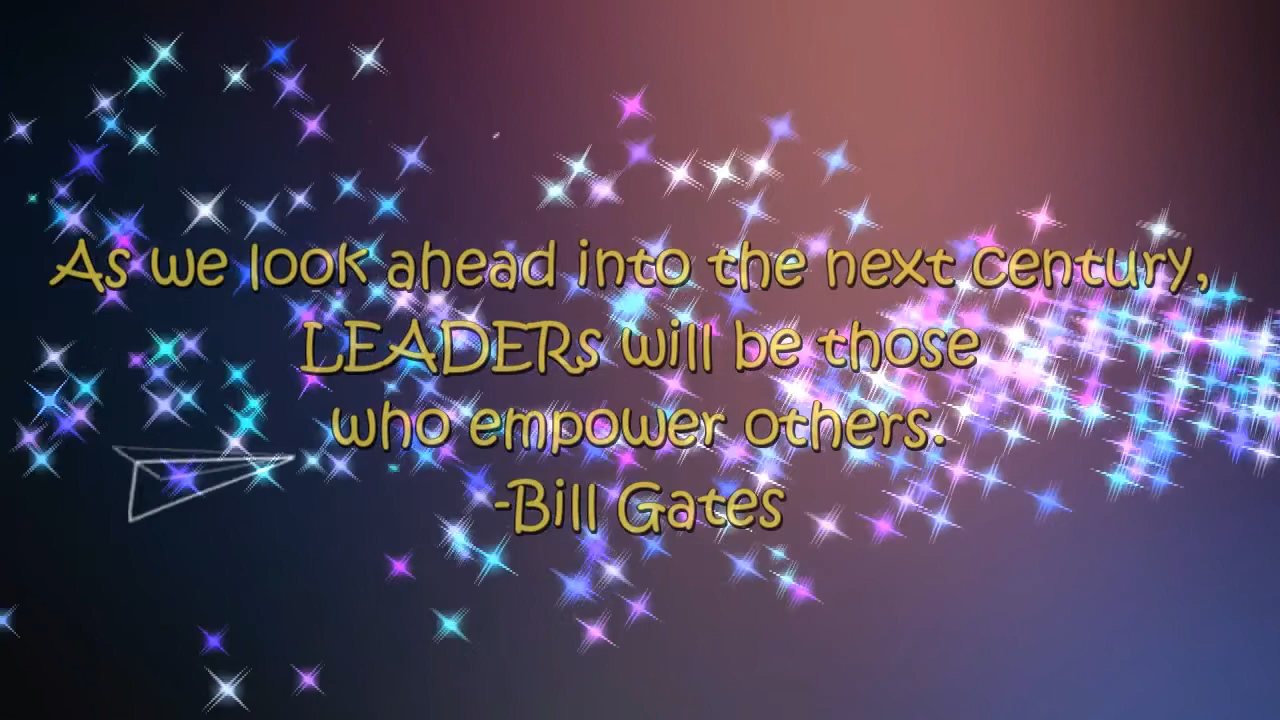 As we look ahead into the next century,
LEADERs will be those
who empower others.
-Bill Gates